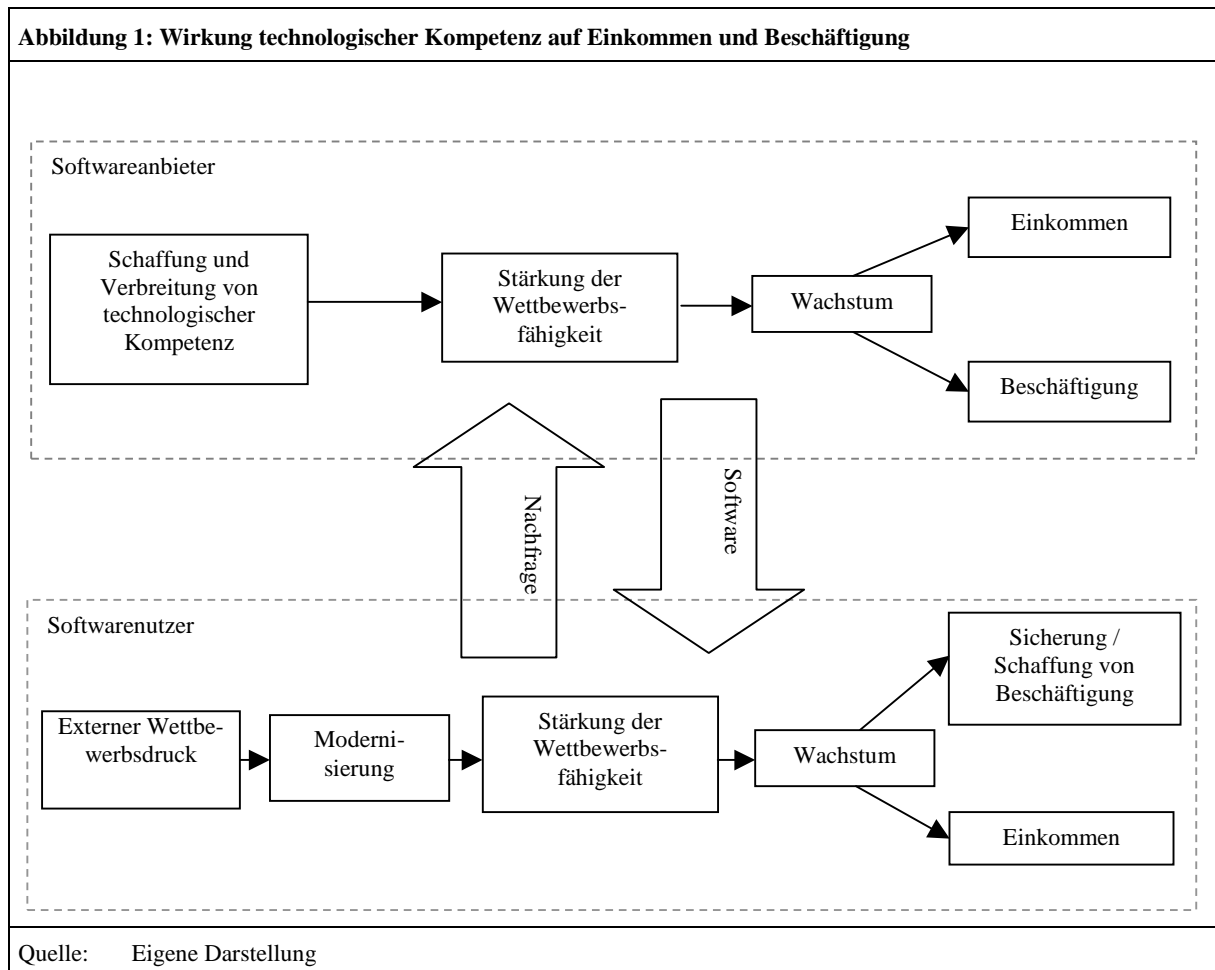 Abbildung 1: Wirkung technologischer Kompetenz auf Einkommen und Beschäftigung
Softwareanbieter
Schaffung und
Verbreitung von
technologischer
Kompetenz
Stärkung der
Wettbewerbs-
fähigkeit
Wachstum
Einkommen
Beschäftigung
Nachfrage
Software
Softwarenutzer
Externer Wettbe-
werbsdruck
Moderni-
sierung
Stärkung der
Wettbewerbs-
fähigkeit
Wachstum
Sicherung /
Schaffung von
Beschäftigung
Einkommen
Quelle: Eigene Darstellung